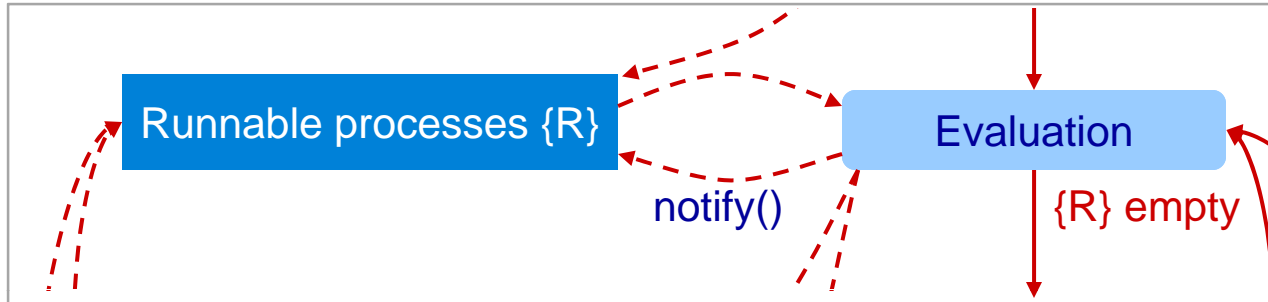 Runnable processes {R}
Evaluation
notify()
{R} empty